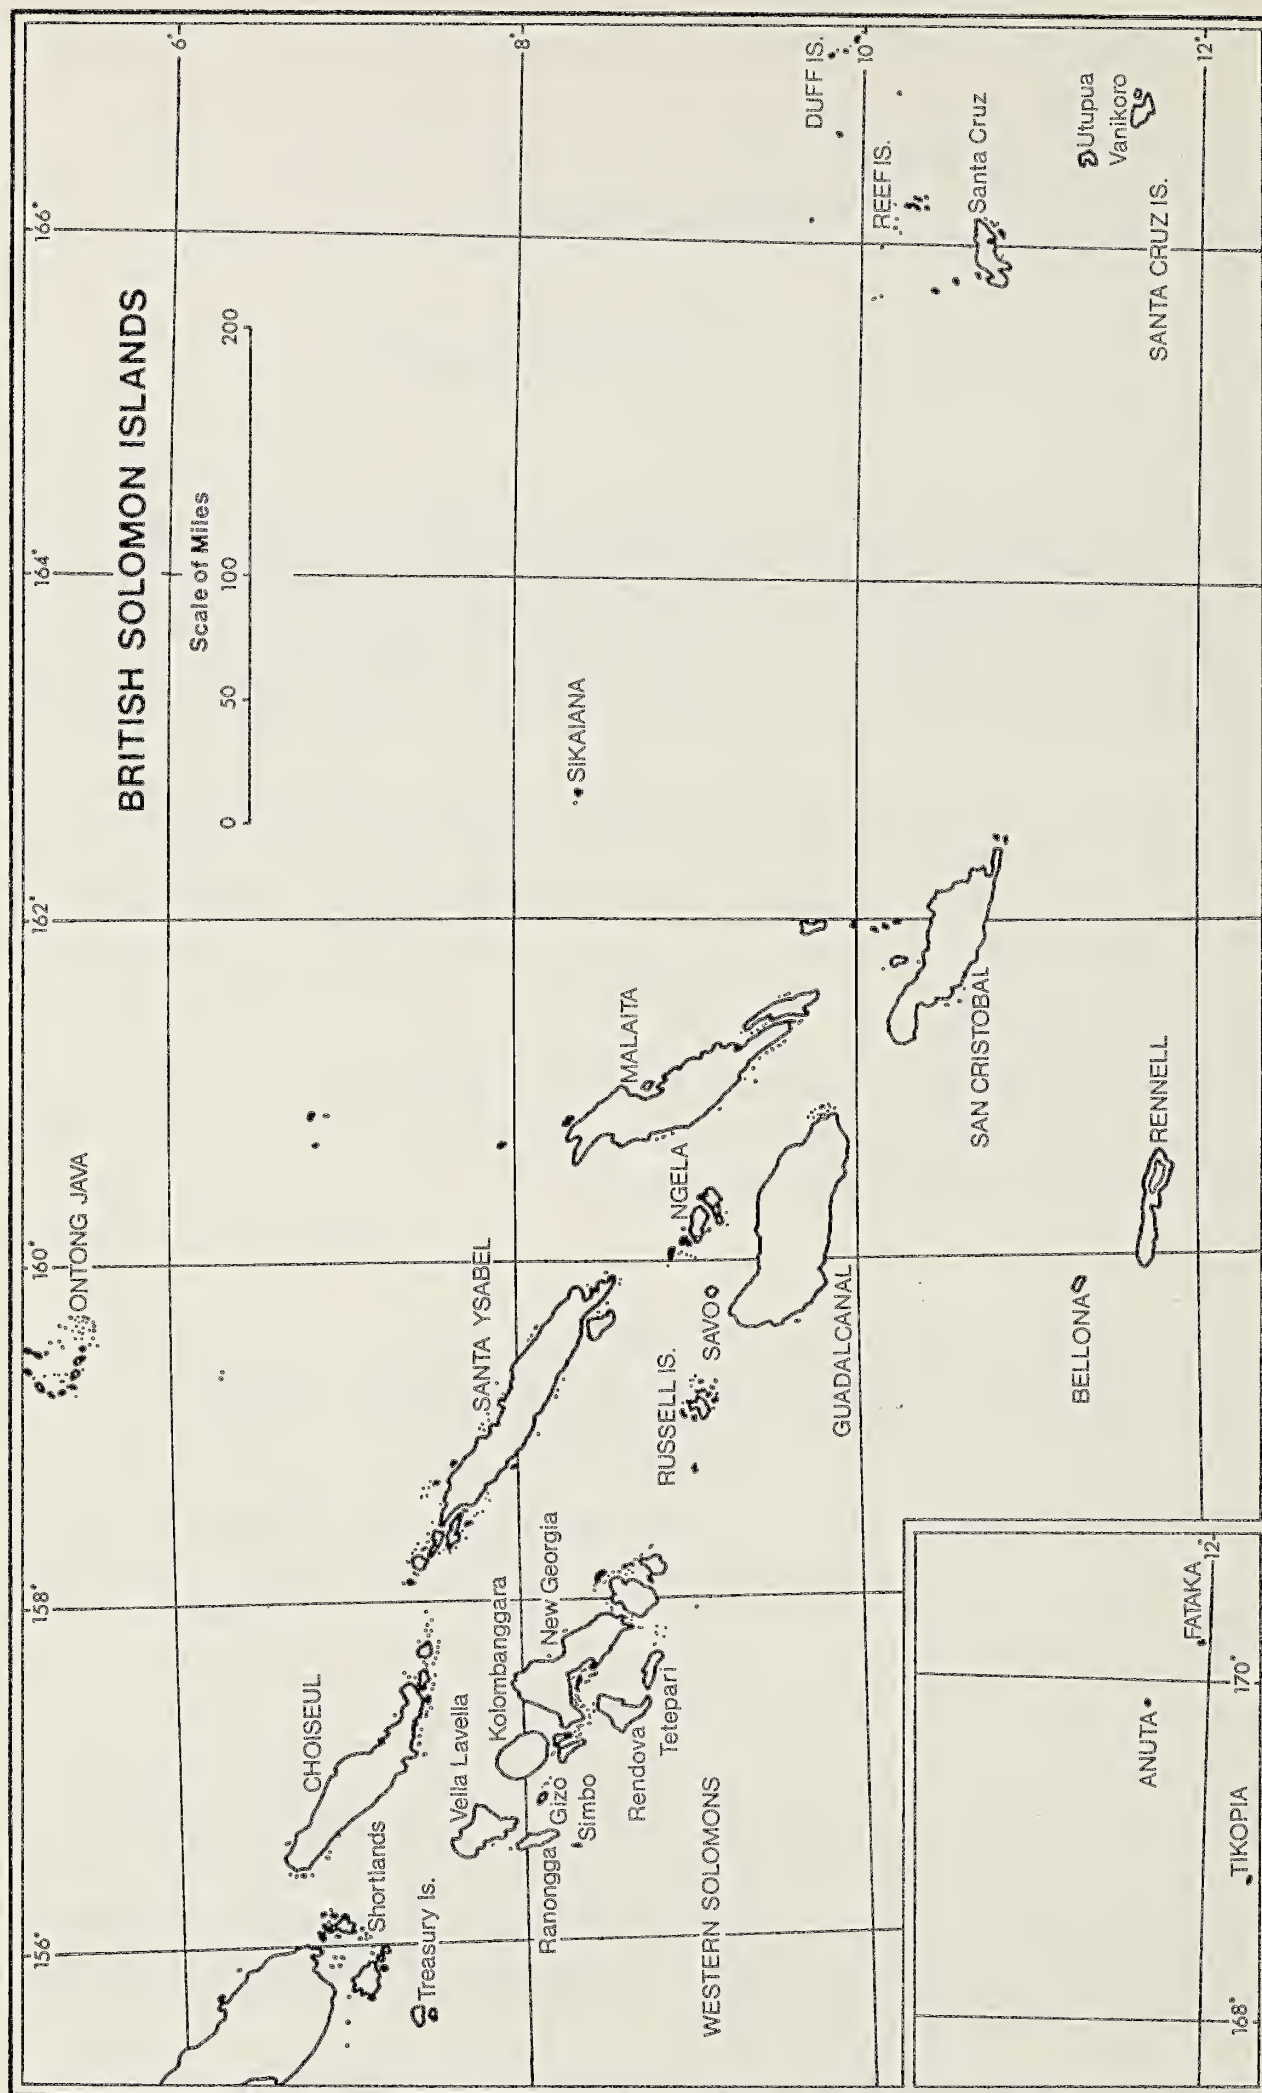 156°
158°
160°
162°
164°
166°
BRITISH SOLOMON ISLANDS
Scale of Miles
0 50 100 200
6°
8°
10°
12°
ONTONG JAVA
CHOISEUL
Shortlands
Treasury Is.
Vella Lavella
Kolombanggara
New Georgia
Ranongga
Gizo
Simbo
Rendova
Tetepari
WESTERN SOLOMONS
SANTA YSABEL
RUSSELL IS.
SAVO
NGELA
MALAITA
SIKAIANA
GUADALCANAL
SAN CRISTOBAL
BELLONA
RENNELL
DUFF IS.
REEF IS.
Santa Cruz
Utupua
Vanikoro
SANTA CRUZ IS.
ANUTA
FATAKA
12°
TIKOPIA
168°
170°